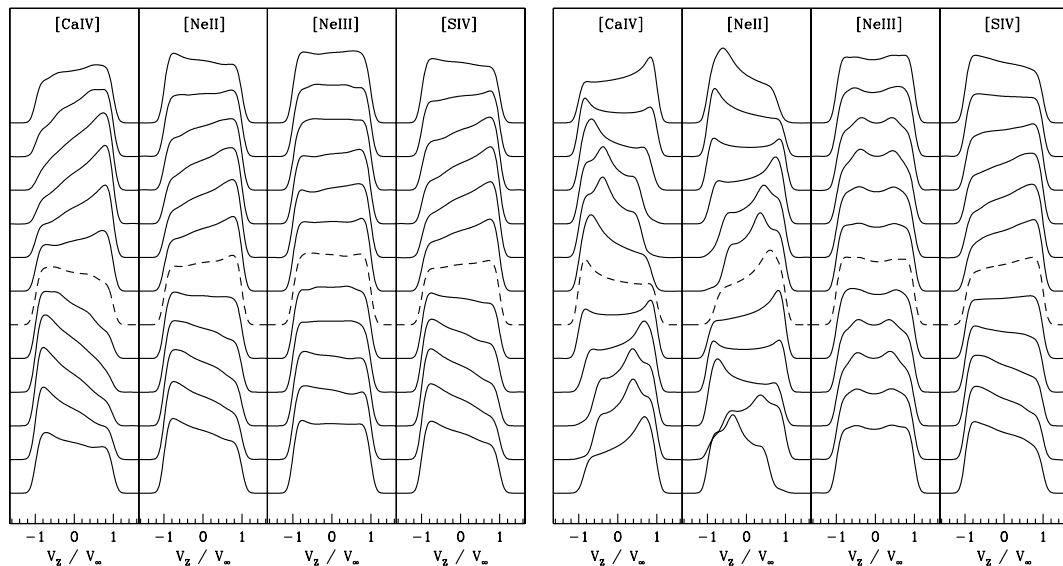 [CaIV] [NeII] [NeIII] [SIV] [CaIV] [NeII] [NeIII] [SIV]
−1 0 1 −1 0 1 −1 0 1 −1 0 1 −1 0 1 −1 0 1 −1 0 1 −1 0 1
V_z / V_∞ V_z / V_∞ V_z / V_∞ V_z / V_∞ V_z / V_∞ V_z / V_∞ V_z / V_∞ V_z / V_∞